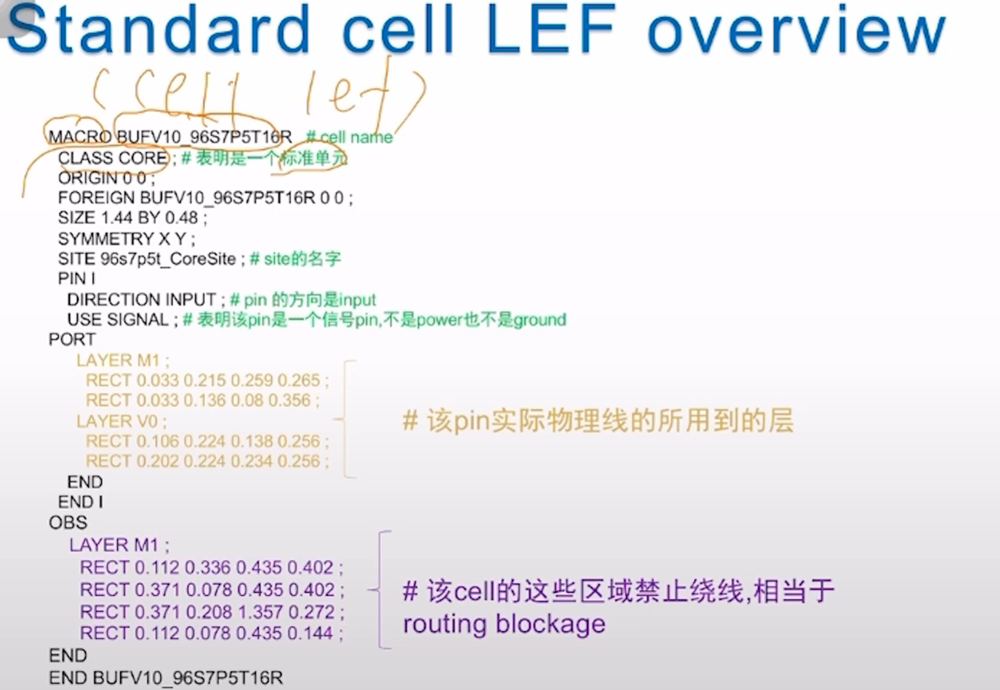 Standard cell LEF overview
(cell lef)
MACRO BUFV10_96S7P5T16R # cell name
CLASS CORE ; # 表明是一个标准单元
ORIGIN 0 0 ;
FOREIGN BUFV10_96S7P5T16R 0 0 ;
SIZE 1.44 BY 0.48 ;
SYMMETRY X Y ;
SITE 96s7p5t_CoreSite ; # site的名字
PIN I
DIRECTION INPUT ; # pin 的方向是input
USE SIGNAL ; # 表明该pin是一个信号pin,不是power也不是ground
PORT
LAYER M1 ;
RECT 0.033 0.215 0.259 0.265 ;
RECT 0.033 0.136 0.08 0.356 ;
LAYER V0 ;
RECT 0.106 0.224 0.138 0.256 ;
RECT 0.202 0.224 0.234 0.256 ;
# 该pin实际物理线的所用到的层
END
END I
OBS
LAYER M1 ;
RECT 0.112 0.336 0.435 0.402 ;
RECT 0.371 0.078 0.435 0.402 ;
RECT 0.371 0.208 1.357 0.272 ;
RECT 0.112 0.078 0.435 0.144 ;
# 该cell的这些区域禁止绕线,相当于
routing blockage
END
END BUFV10_96S7P5T16R